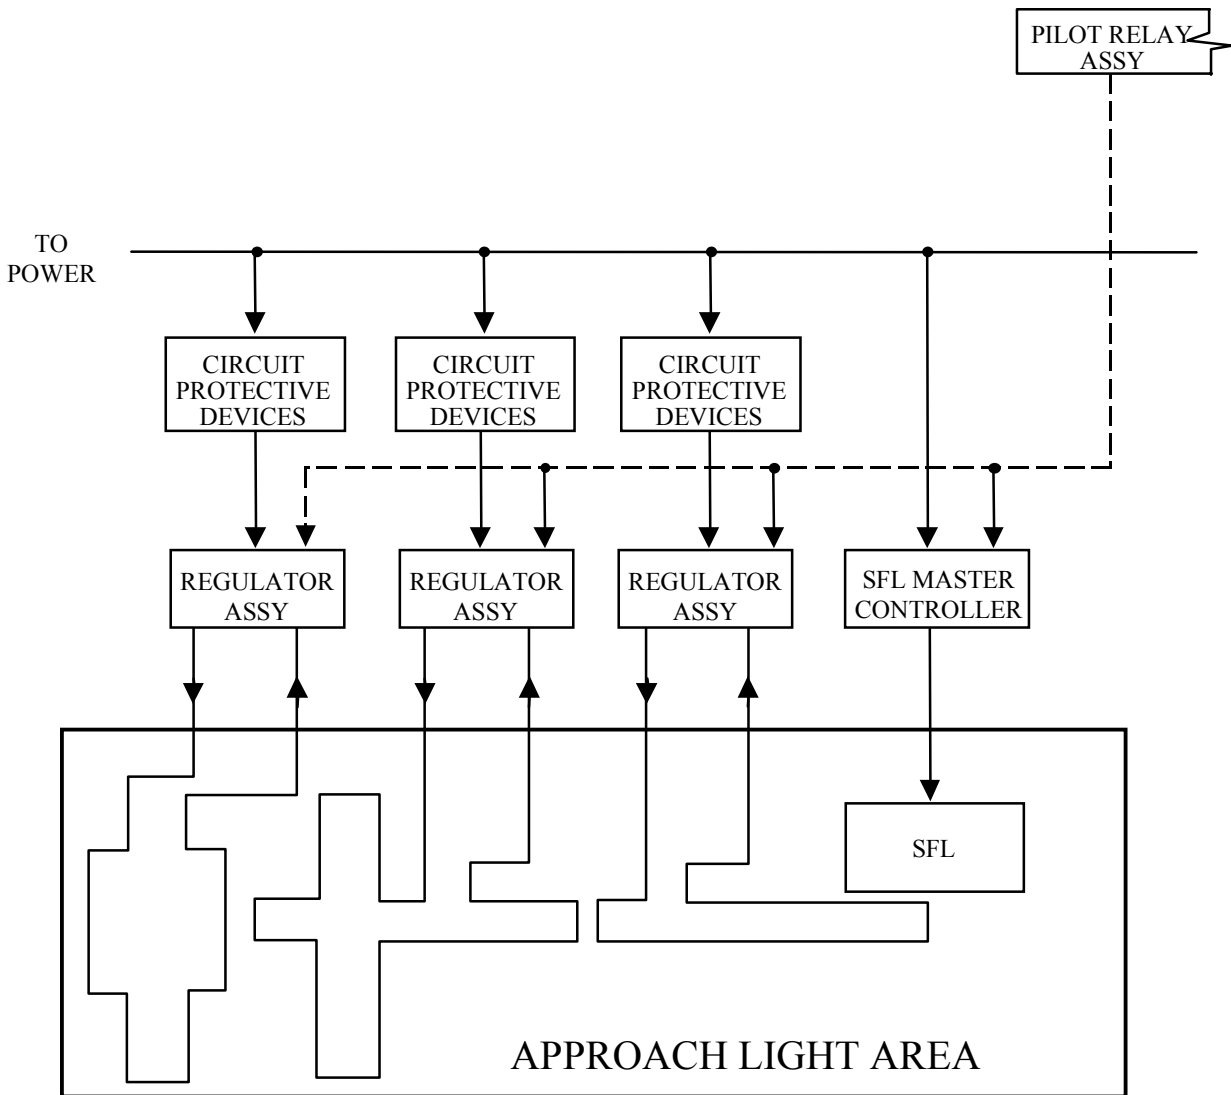 PILOT RELAY
ASSY
TO
POWER
CIRCUIT
PROTECTIVE
DEVICES
CIRCUIT
PROTECTIVE
DEVICES
CIRCUIT
PROTECTIVE
DEVICES
REGULATOR
ASSY
REGULATOR
ASSY
REGULATOR
ASSY
SFL MASTER
CONTROLLER
SFL
APPROACH LIGHT AREA